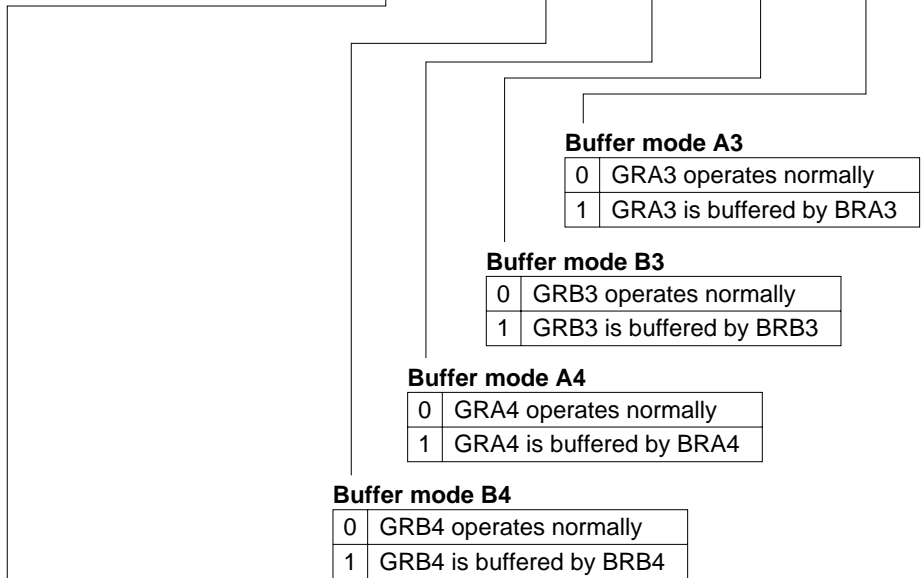 Buffer mode A3
0 GRA3 operates normally
1 GRA3 is buffered by BRA3
Buffer mode B3
0 GRB3 operates normally
1 GRB3 is buffered by BRB3
Buffer mode A4
0 GRA4 operates normally
1 GRA4 is buffered by BRA4
Buffer mode B4
0 GRB4 operates normally
1 GRB4 is buffered by BRB4